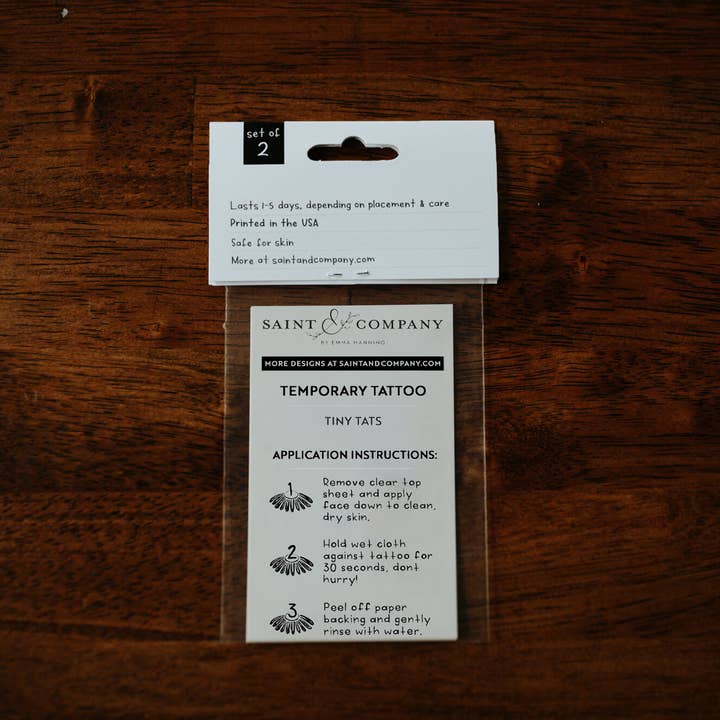 set of
2
Lasts 1-5 days, depending on placement & care
Printed in the USA
Safe for skin
More at saintandcompany.com
SAINT & COMPANY
BY EMMA MANNING
MORE DESIGNS AT SAINTANDCOMPANY.COM
TEMPORARY TATTOO
TINY TATS
APPLICATION INSTRUCTIONS:
1
Remove clear top
sheet and apply
face down to clean,
dry skin.
2
Hold wet cloth
against tattoo for
30 seconds, dont
hurry!
3
Peel off paper
backing and gently
rinse with water.